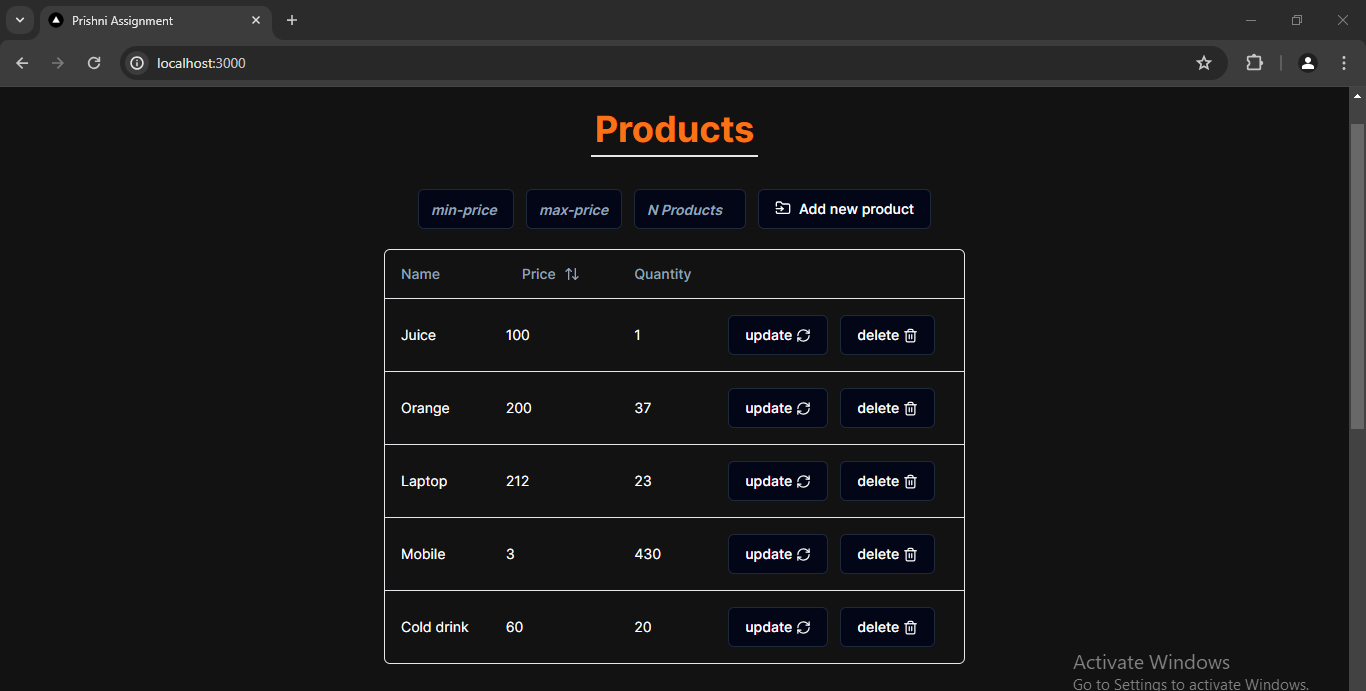 Prishni Assignment
localhost:3000
Products
min-price max-price N Products Add new product
Name Price Quantity
Juice 100 1 update delete
Orange 200 37 update delete
Laptop 212 23 update delete
Mobile 3 430 update delete
Cold drink 60 20 update delete
Activate Windows
Go to Settings to activate Windows.